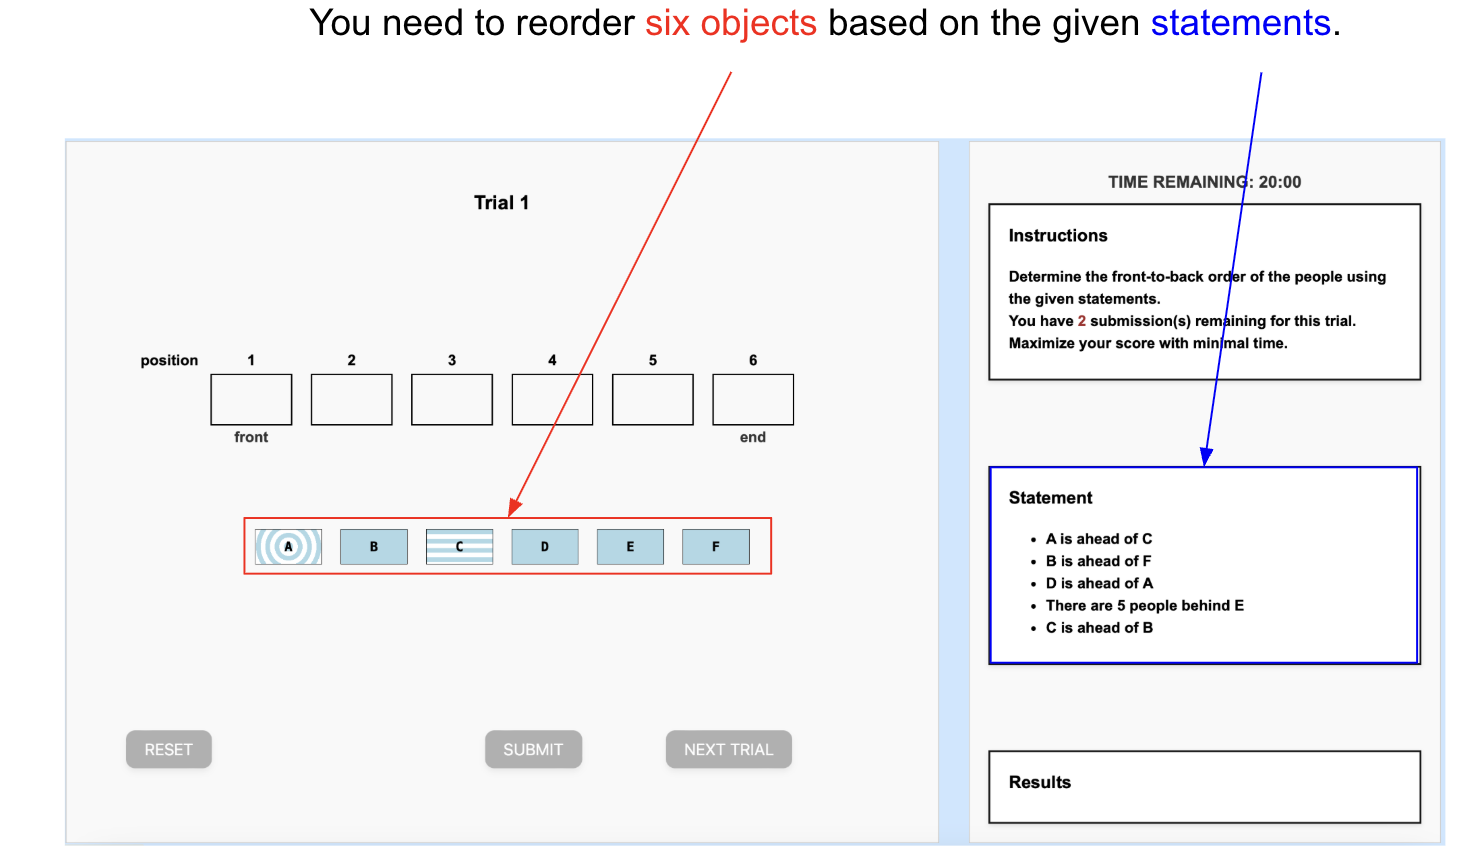 You need to reorder six objects based on the given statements.
Trial 1
position 1 2 3 4 5 6
front end
A B C D E F
RESET SUBMIT NEXT TRIAL
TIME REMAINING: 20:00
Instructions
Determine the front-to-back order of the people using
the given statements.
You have 2 submission(s) remaining for this trial.
Maximize your score with minimal time.
Statement
• A is ahead of C
• B is ahead of F
• D is ahead of A
• There are 5 people behind E
• C is ahead of B
Results